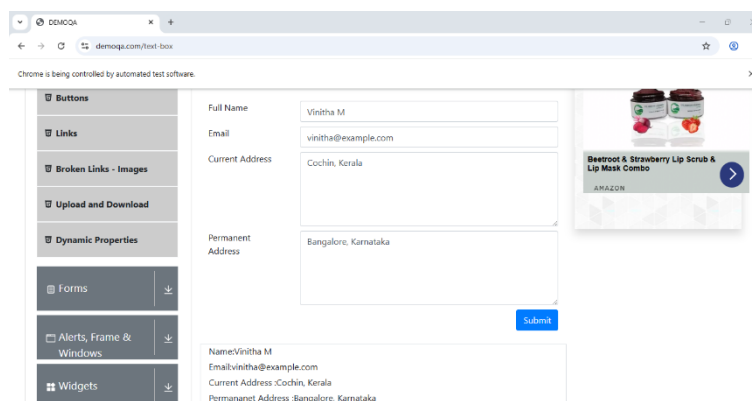 DEMOQA
demoqa.com/text-box
Chrome is being controlled by automated test software.
Buttons
Links
Broken Links - Images
Upload and Download
Dynamic Properties
Forms
Alerts, Frame &
Windows
Widgets
Full Name
Vinitha M
Email
vinitha@example.com
Current Address
Cochin, Kerala
Permanent
Address
Bangalore, Karnataka
Submit
Name:Vinitha M
Email:vinitha@example.com
Current Address :Cochin, Kerala
Permananet Address :Bangalore, Karnataka
Beetroot & Strawberry Lip Scrub &
Lip Mask Combo
AMAZON